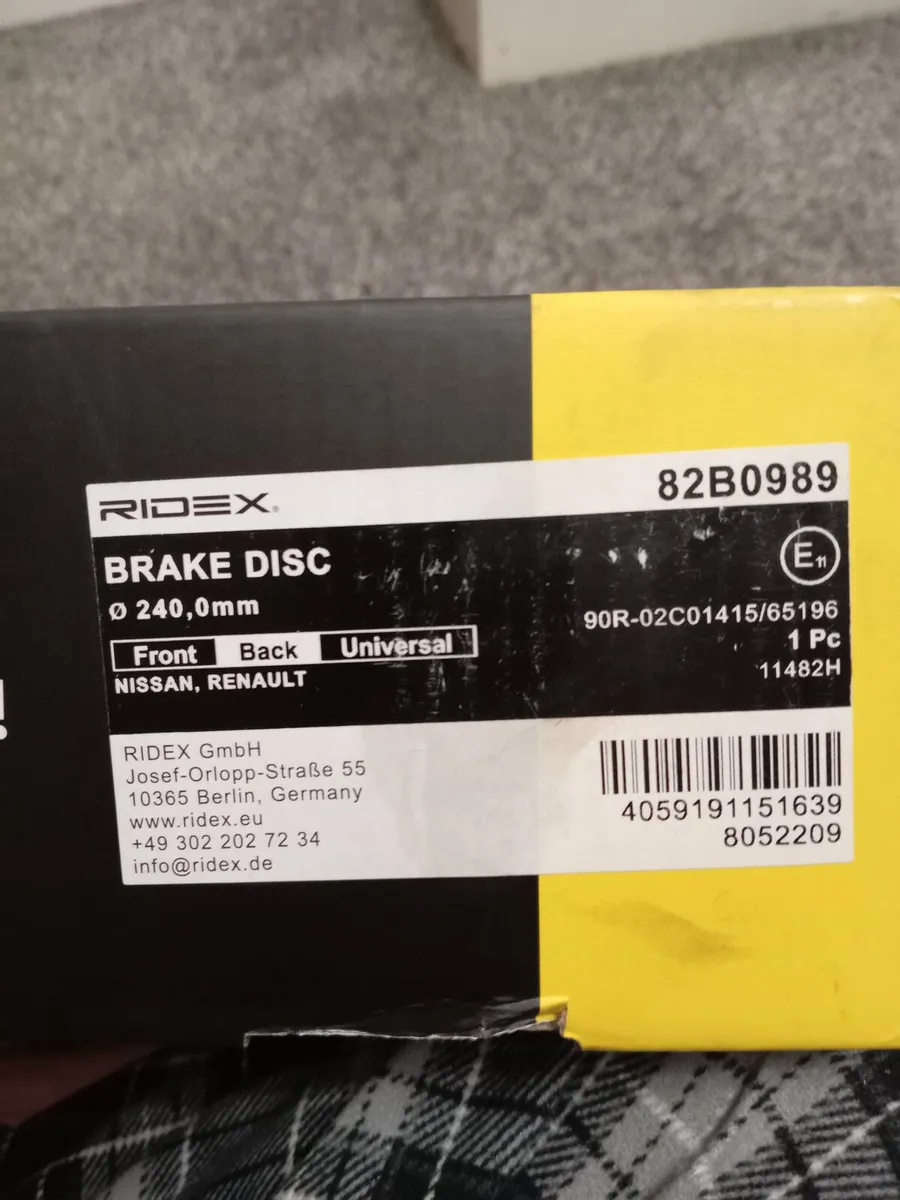 RIDEX®
82B0989
BRAKE DISC
Ø 240,0mm
Front Back Universal
NISSAN, RENAULT
E11
90R-02C01415/65196
1 Pc
11482H
RIDEX GmbH
Josef-Orlopp-Straße 55
10365 Berlin, Germany
www.ridex.eu
+49 302 202 72 34
info@ridex.de
4059191151639
8052209
!